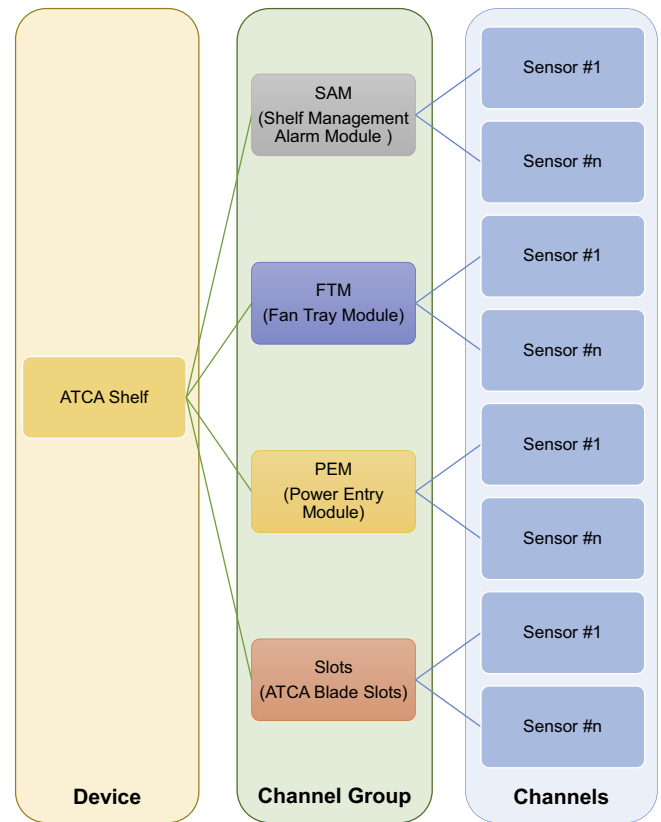 ATCA Shelf
Device
SAM
(Shelf Management
Alarm Module )
FTM
(Fan Tray Module)
PEM
(Power Entry
Module)
Slots
(ATCA Blade Slots)
Channel Group
Sensor #1
Sensor #n
Sensor #1
Sensor #n
Sensor #1
Sensor #n
Sensor #1
Sensor #n
Channels